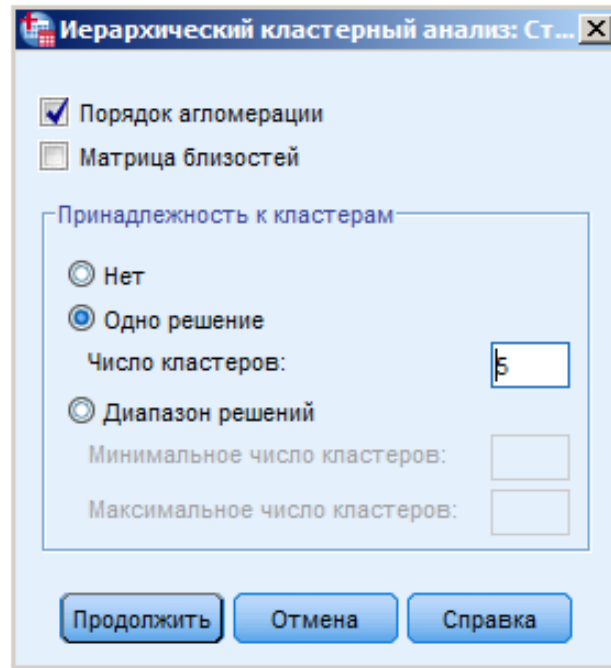 Иерархический кластерный анализ: Ст...
Порядок агломерации
Матрица близостей
Принадлежность к кластерам
Нет
Одно решение
Число кластеров: 5
Диапазон решений
Минимальное число кластеров:
Максимальное число кластеров:
Продолжить Отмена Справка